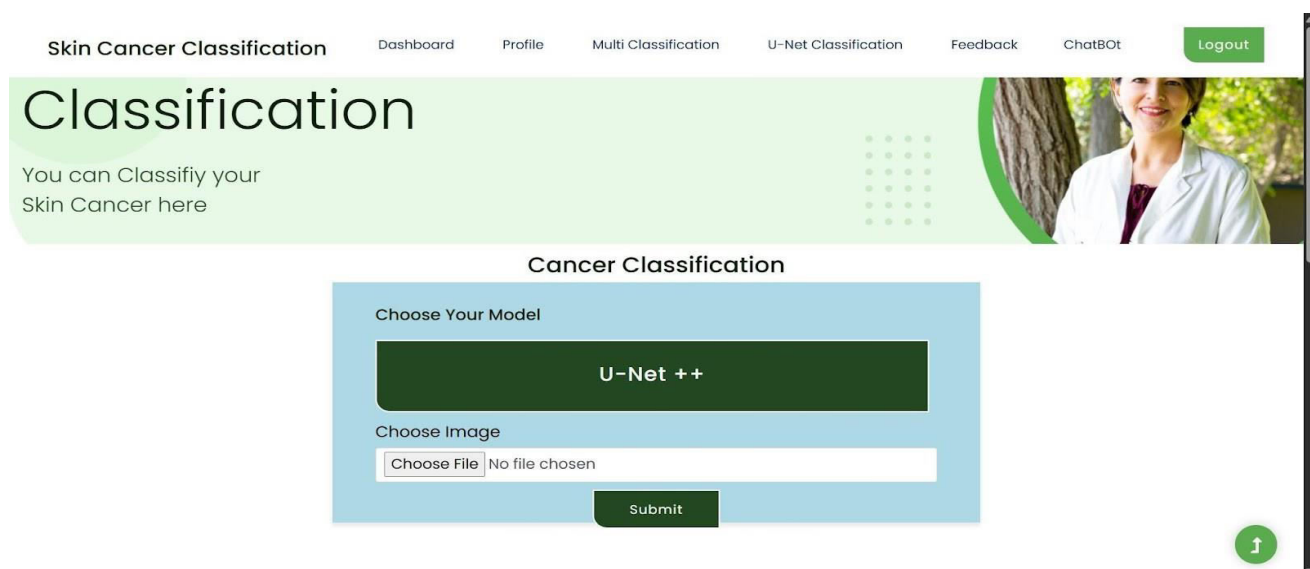 Skin Cancer Classification Dashboard Profile Multi Classification U-Net Classification Feedback ChatBOt Logout
Classification
You can Classifiy your
Skin Cancer here
Cancer Classification
Choose Your Model
U-Net ++
Choose Image
Choose File No file chosen
Submit